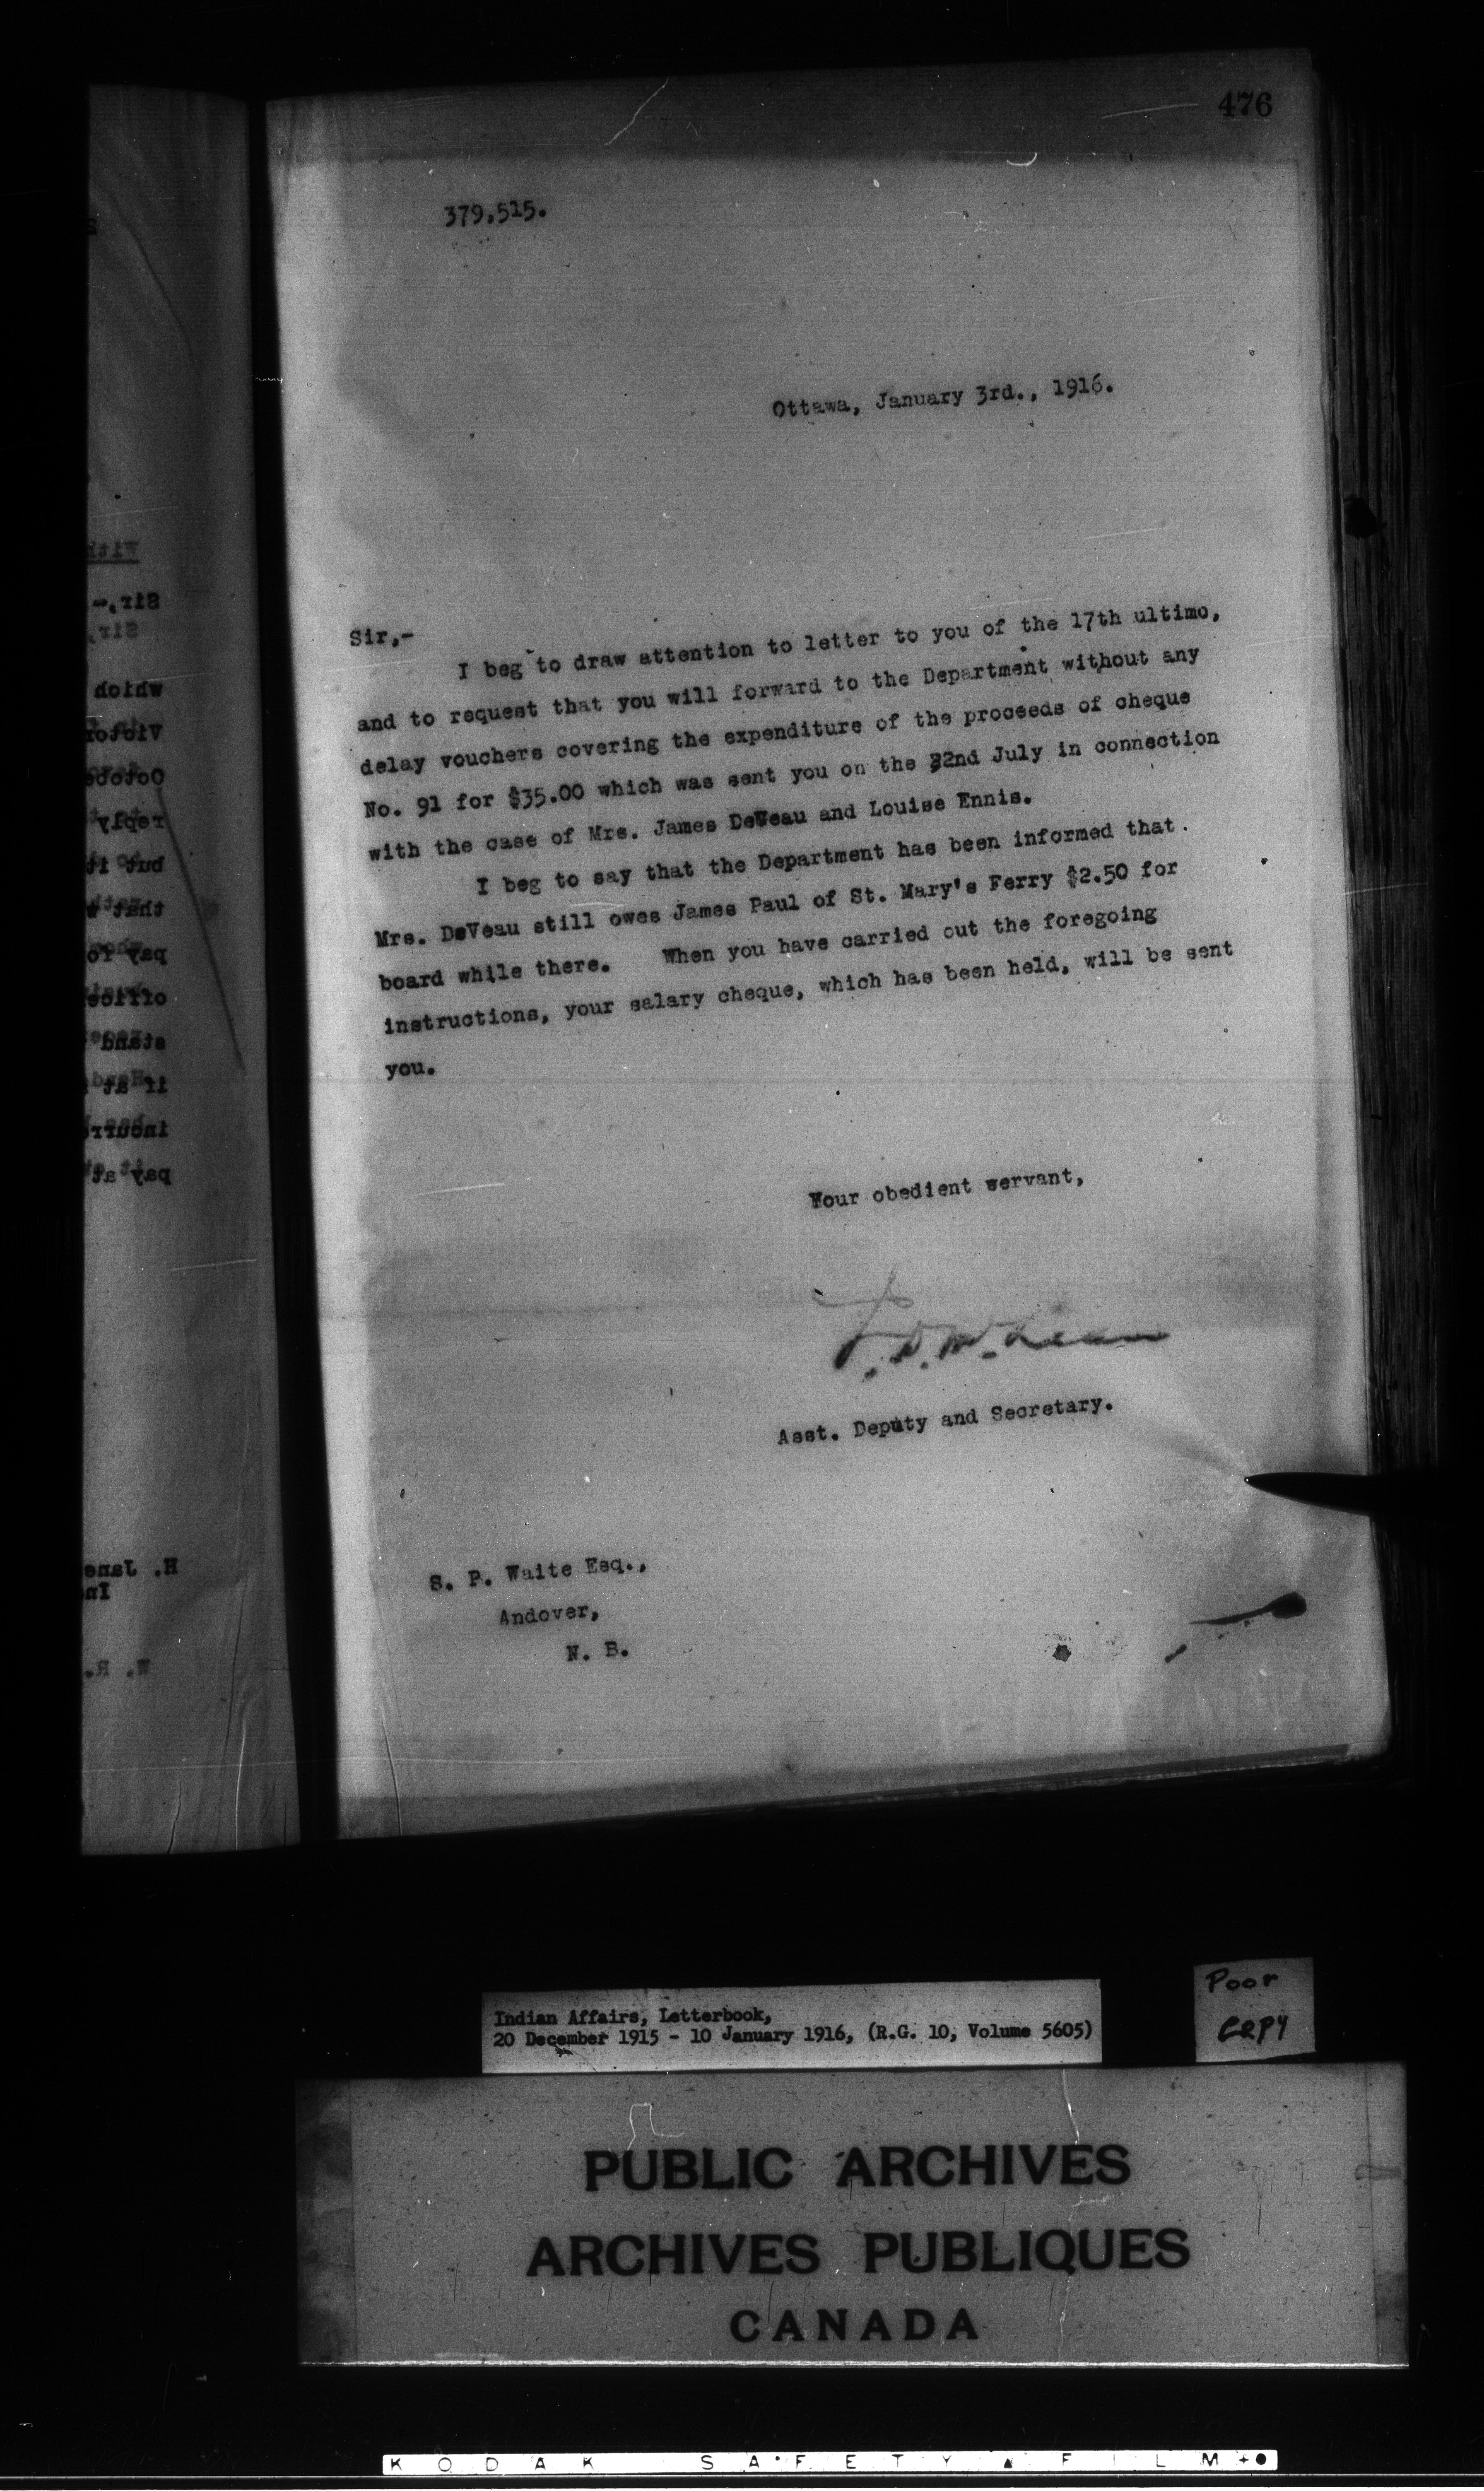 476
379,515.
Ottawa, January 3rd., 1916.
Sir,-
I beg to draw attention to letter to you of the 17th ultimo,
and to request that you will forward to the Department without any
delay vouchers covering the expenditure of the proceeds of cheque
No. 91 for $35.00 which was sent you on the 22nd July in connection
with the case of Mrs. James DeVeau and Louise Ennis.
I beg to say that the Department has been informed that
Mrs. DeVeau still owes James Paul of St. Mary's Ferry $2.50 for
board while there. When you have carried out the foregoing
instructions, your salary cheque, which has been held, will be sent
you.
Your obedient servant,
Asst. Deputy and Secretary.
S. P. Waite Esq.,
Andover,
N. B.
Indian Affairs, Letterbook,
20 December 1915 - 10 January 1916, (R.G. 10, Volume 5605)
Poor
copy
PUBLIC ARCHIVES
ARCHIVES PUBLIQUES
CANADA
KODAK SAFETY FILM